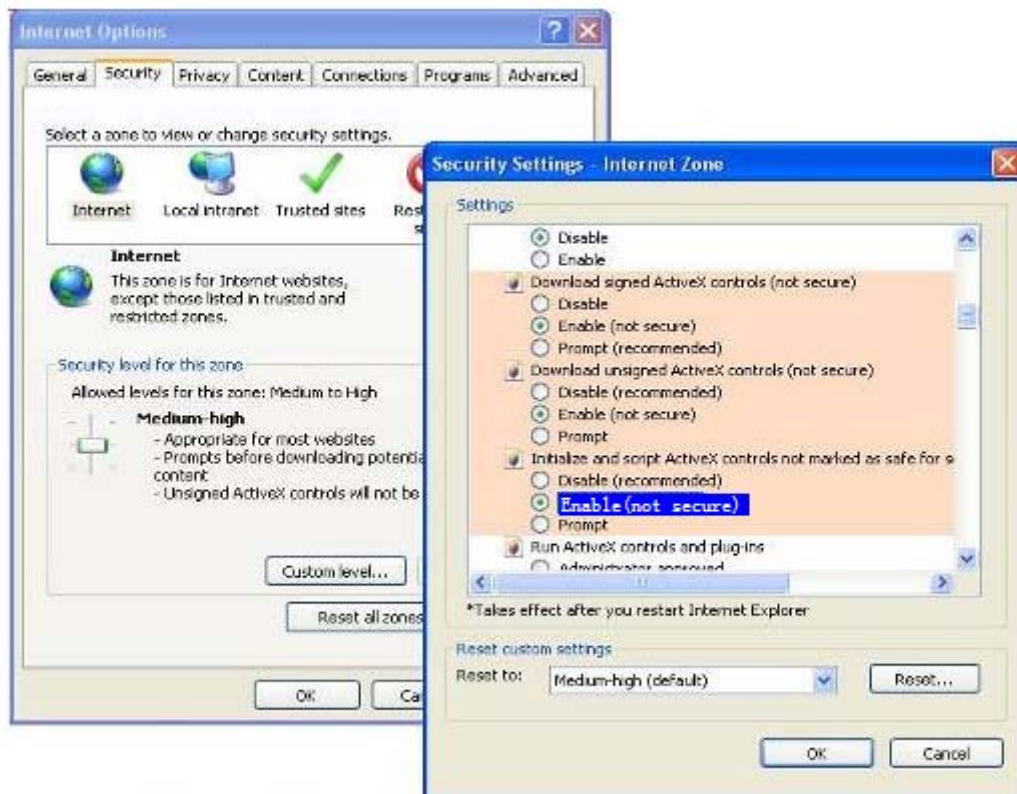 Internet Options
General Security Privacy Content Connections Programs Advanced
Select a zone to view or change security settings.
Internet Local intranet Trusted sites
Internet
This zone is for Internet websites,
except those listed in trusted and
restricted zones.
Security level for this zone
Allowed levels for this zone: Medium to High
Medium-high
- Appropriate for most websites
- Prompts before downloading
content
- Unsigned ActiveX controls will not be
Custom level...
Reset all zones
OK
Security Settings - Internet Zone
Settings
Disable
Enable
Download signed ActiveX controls (not secure)
Disable
Enable (not secure)
Prompt (recommended)
Download unsigned ActiveX controls (not secure)
Disable (recommended)
Enable (not secure)
Prompt
Initialize and script ActiveX controls not marked as safe for s
Disable (recommended)
Enable(not secure)
Prompt
Run ActiveX controls and plug-ins
Administrator approved
*Takes effect after you restart Internet Explorer
Reset custom settings
Reset to: Medium-high (default) Reset...
OK Cancel